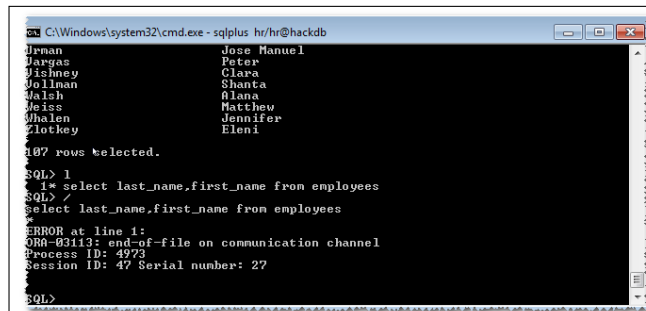 C:\Windows\system32\cmd.exe - sqlplus hr/hr@hackdb
Urman Jose Manuel
Vargas Peter
Vishney Clara
Vollman Shanta
Walsh Alana
Weiss Matthew
Whalen Jennifer
Zlotkey Eleni
107 rows selected.
SQL> l
1* select last_name,first_name from employees
SQL> /
select last_name,first_name from employees
*
ERROR at line 1:
ORA-03113: end-of-file on communication channel
Process ID: 4973
Session ID: 47 Serial number: 27
SQL>